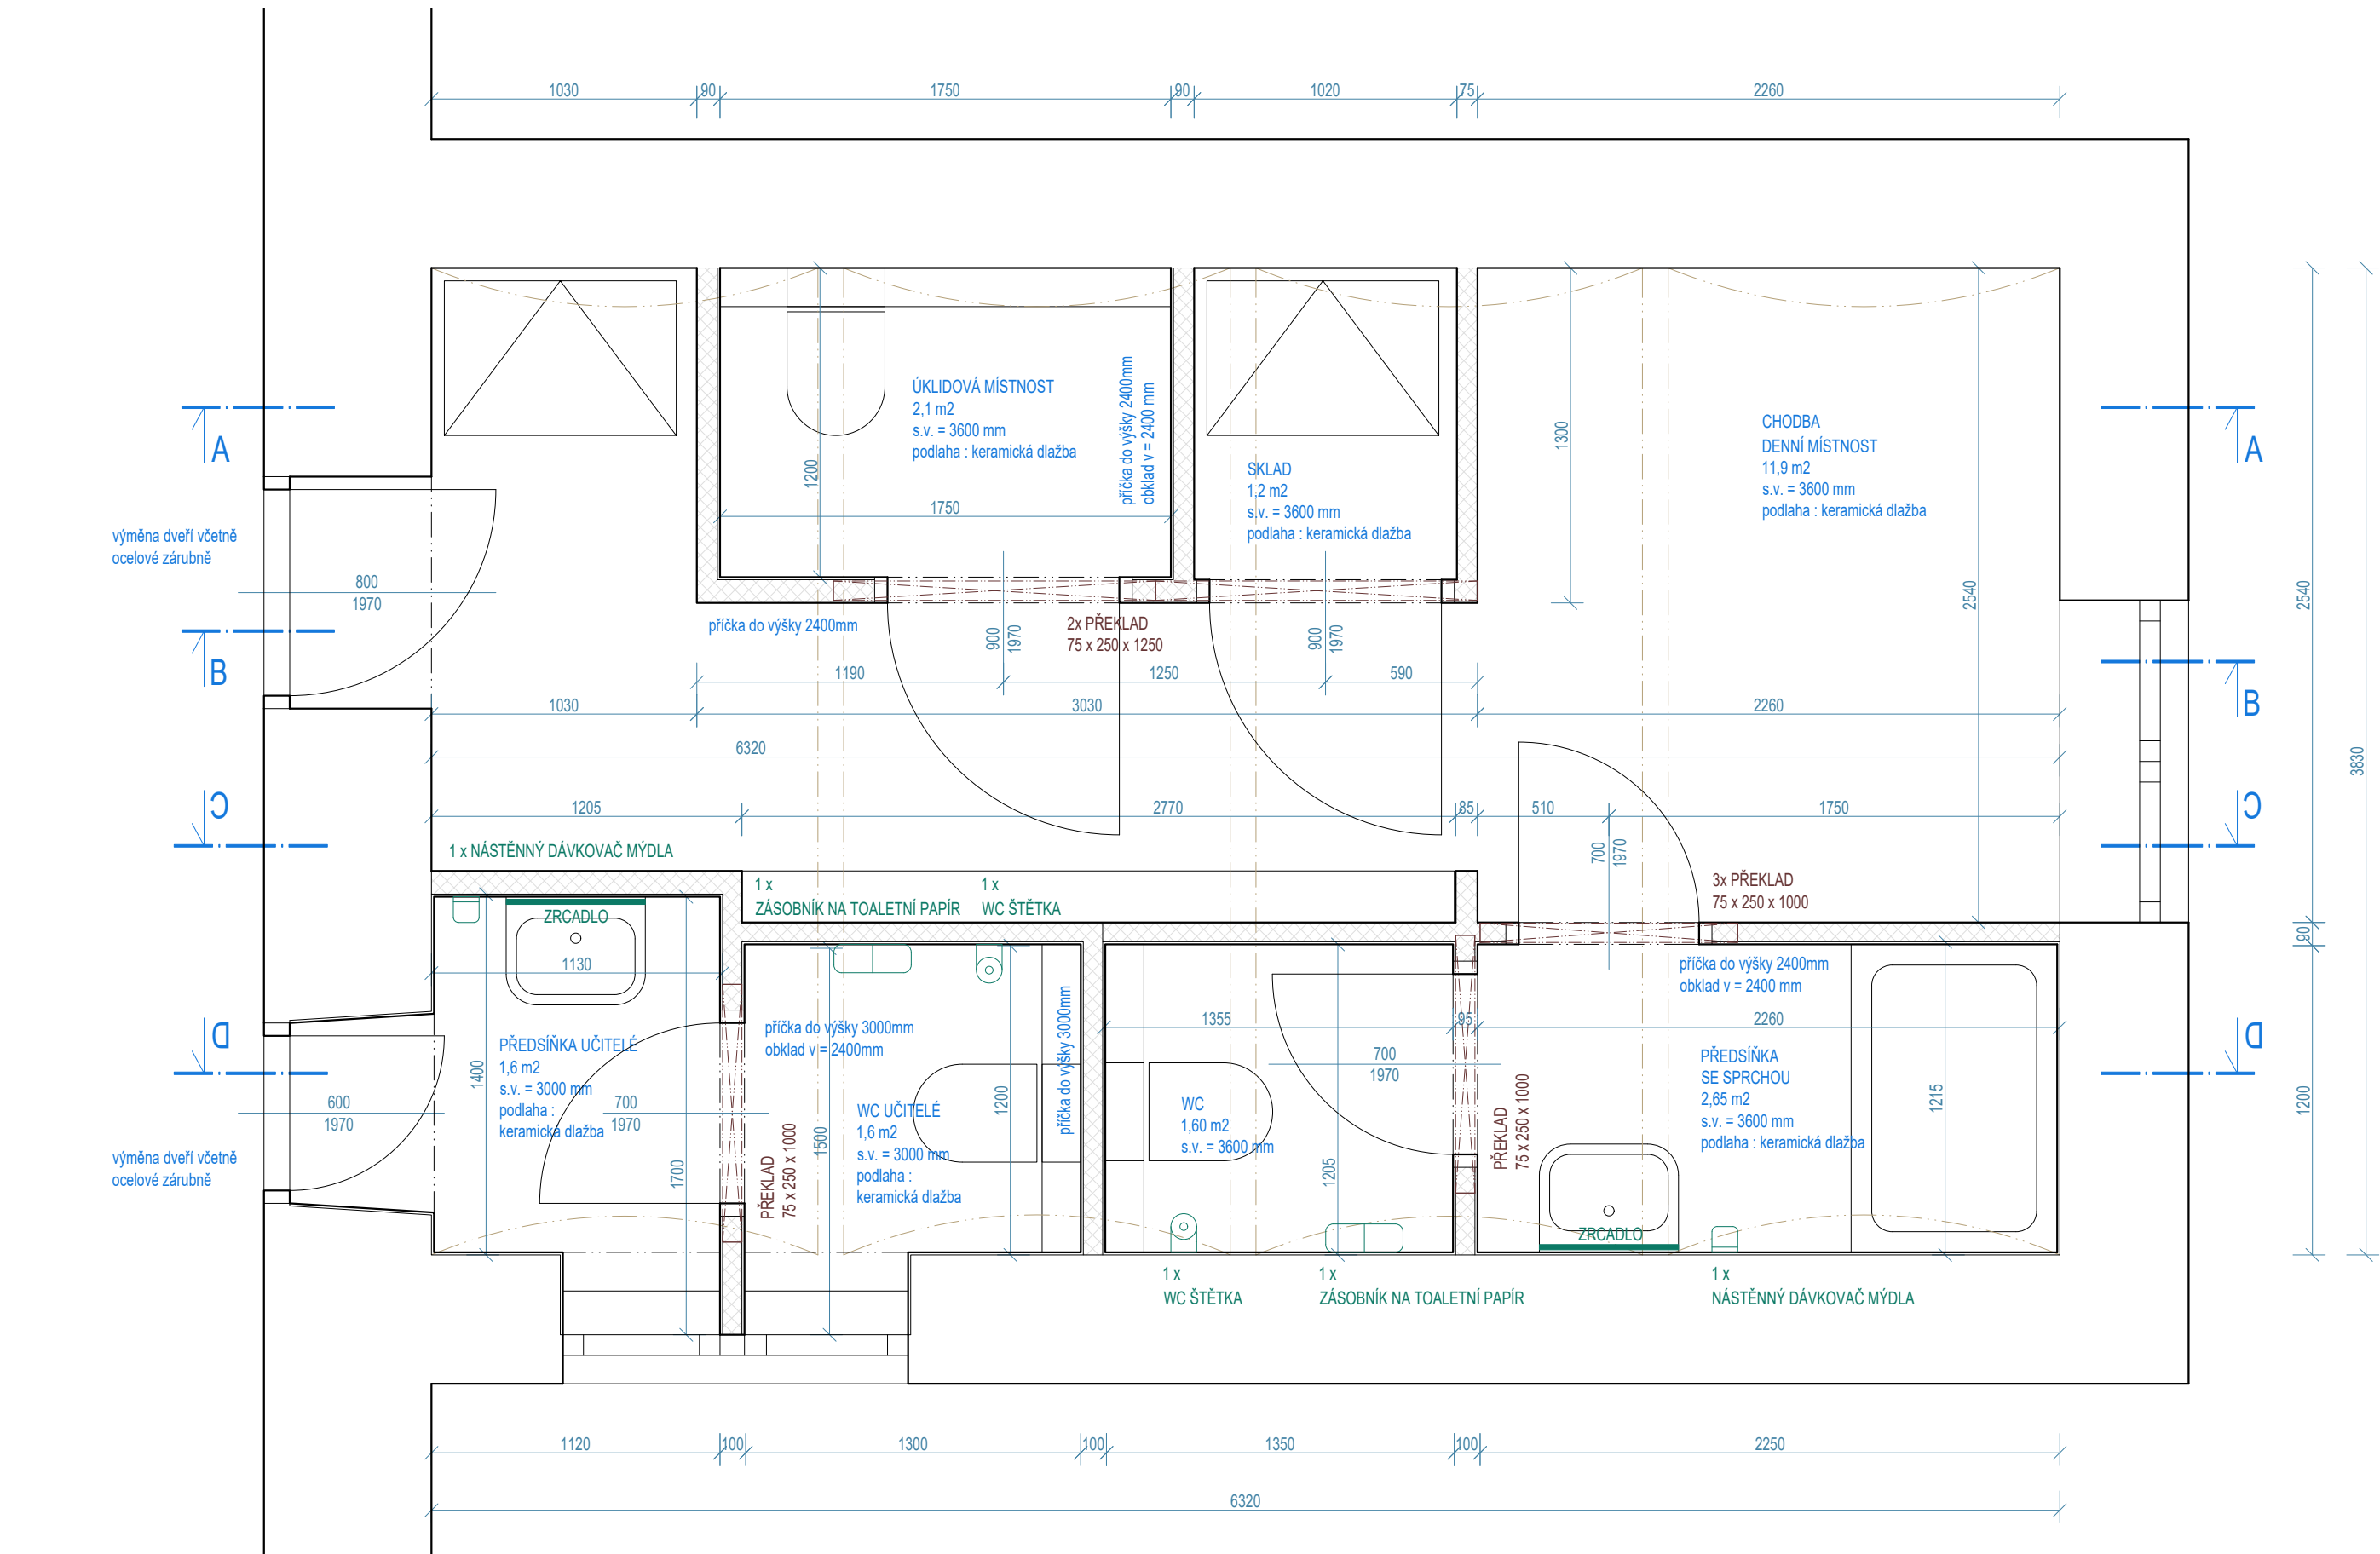 1030
90
1750
90
1020
75
2260
ÚKLIDOVÁ MÍSTNOST
2,1 m2
s.v. = 3600 mm
podlaha : keramická dlažba
příčka do výšky 2400mm
obklad v = 2400 mm
1200
1750
SKLAD
1,2 m2
s.v. = 3600 mm
podlaha : keramická dlažba
1300
CHODBA
DENNÍ MÍSTNOST
11,9 m2
s.v. = 3600 mm
podlaha : keramická dlažba
A
A
výměna dveří včetně
ocelové zárubně
800
1970
2540
2540
příčka do výšky 2400mm
900
1970
2x PŘEKLAD
75 x 250 x 1250
900
1970
B
B
1190
1250
590
1030
3030
2260
6320
3830
C
C
1205
2770
85
510
1750
700
1970
1 x NÁSTĚNNÝ DÁVKOVAČ MÝDLA
1 x
ZÁSOBNÍK NA TOALETNÍ PAPÍR
1 x
WC ŠTĚTKA
3x PŘEKLAD
75 x 250 x 1000
ZRCADLO
1130
90
příčka do výšky 2400mm
obklad v = 2400 mm
příčka do výšky 3000mm
obklad v = 2400mm
příčka do výšky 3000mm
1355
95
2260
D
D
PŘEDSÍŇKA UČITELÉ
1,6 m2
s.v. = 3000 mm
podlaha :
keramická dlažba
1400
1700
600
1970
700
1970
PŘEKLAD
75 x 250 x 1000
1500
WC UČITELÉ
1,6 m2
s.v. = 3000 mm
podlaha :
keramická dlažba
1200
WC
1,60 m2
s.v. = 3600 mm
1205
700
1970
PŘEKLAD
75 x 250 x 1000
PŘEDSÍŇKA
SE SPRCHOU
2,65 m2
s.v. = 3600 mm
podlaha : keramická dlažba
1215
1200
výměna dveří včetně
ocelové zárubně
ZRCADLO
1 x
WC ŠTĚTKA
1 x
ZÁSOBNÍK NA TOALETNÍ PAPÍR
1 x
NÁSTĚNNÝ DÁVKOVAČ MÝDLA
1120
100
1300
100
1350
100
2250
6320